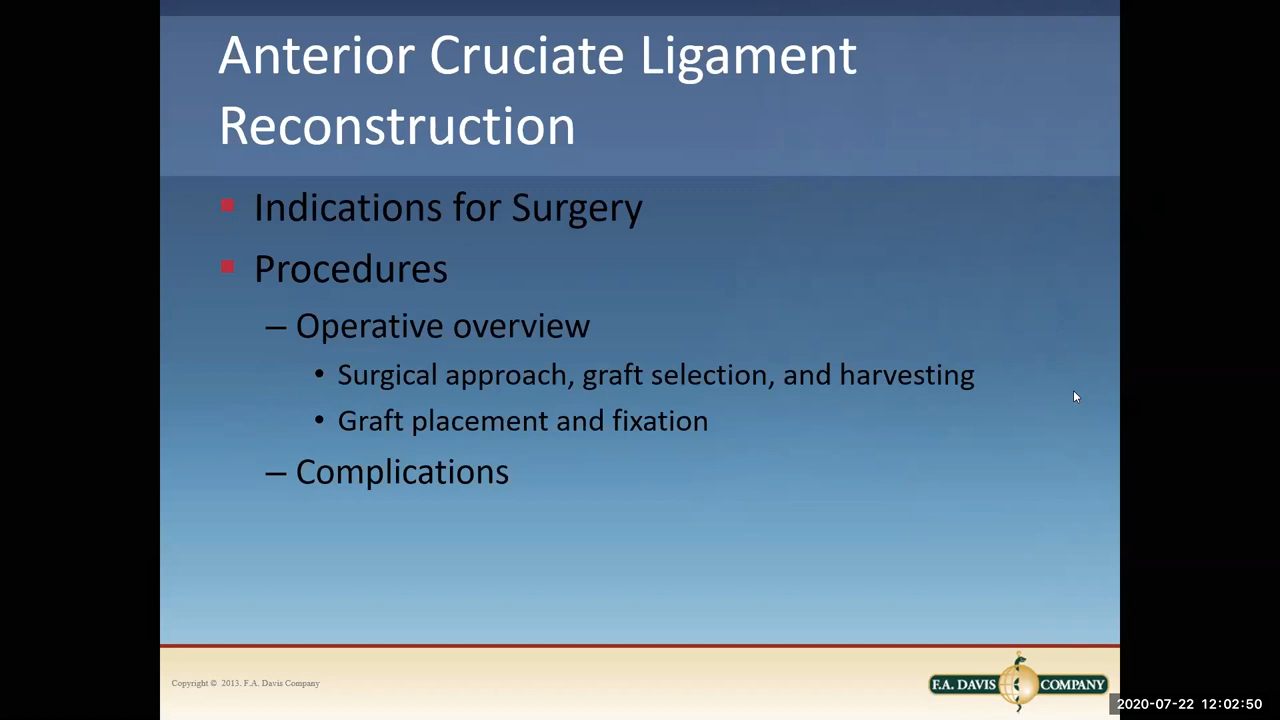 Anterior Cruciate Ligament
Reconstruction
Indications for Surgery
Procedures
– Operative overview
• Surgical approach, graft selection, and harvesting
• Graft placement and fixation
– Complications
Copyright © 2013. F.A. Davis Company
F.A. DAVIS COMPANY
2020-07-22 12:02:50